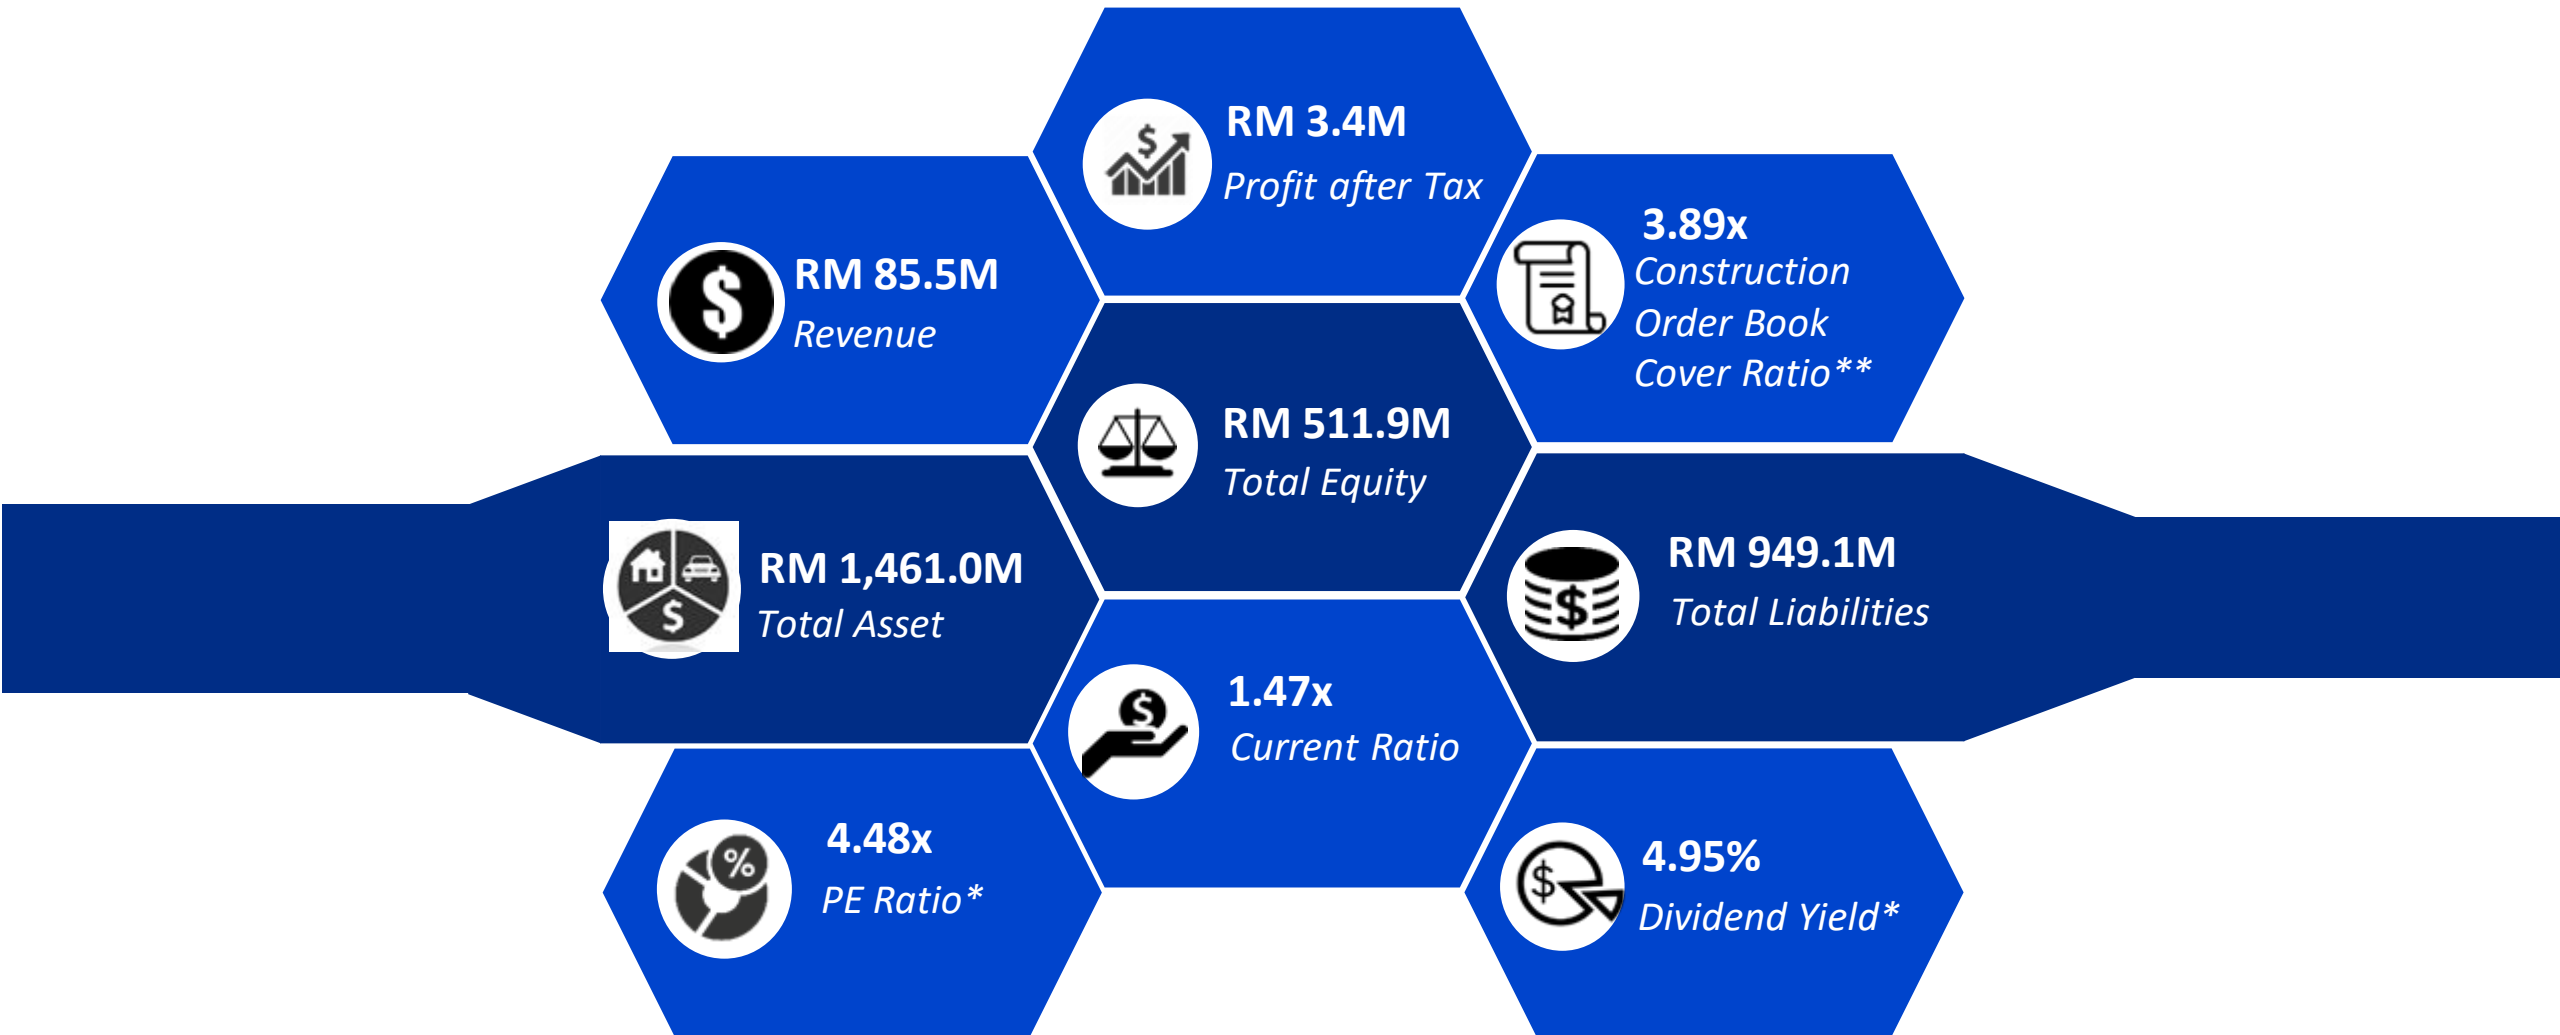 RM 3.4M
Profit after Tax
RM 85.5M
Revenue
3.89x
Construction
Order Book
Cover Ratio**
RM 511.9M
Total Equity
RM 1,461.0M
Total Asset
RM 949.1M
Total Liabilities
1.47x
Current Ratio
4.48x
PE Ratio*
4.95%
Dividend Yield*